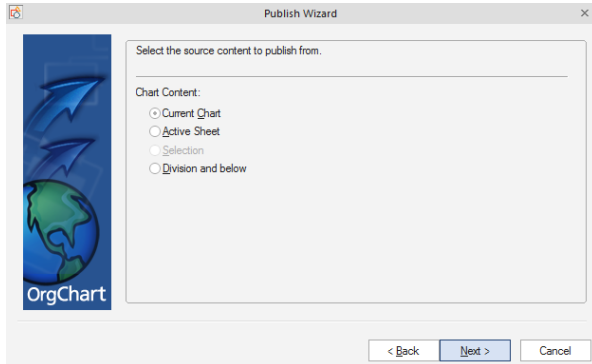 Publish Wizard
Select the source content to publish from.
Chart Content:
Current Chart
Active Sheet
Selection
Division and below
OrgChart
< Back
Next >
Cancel